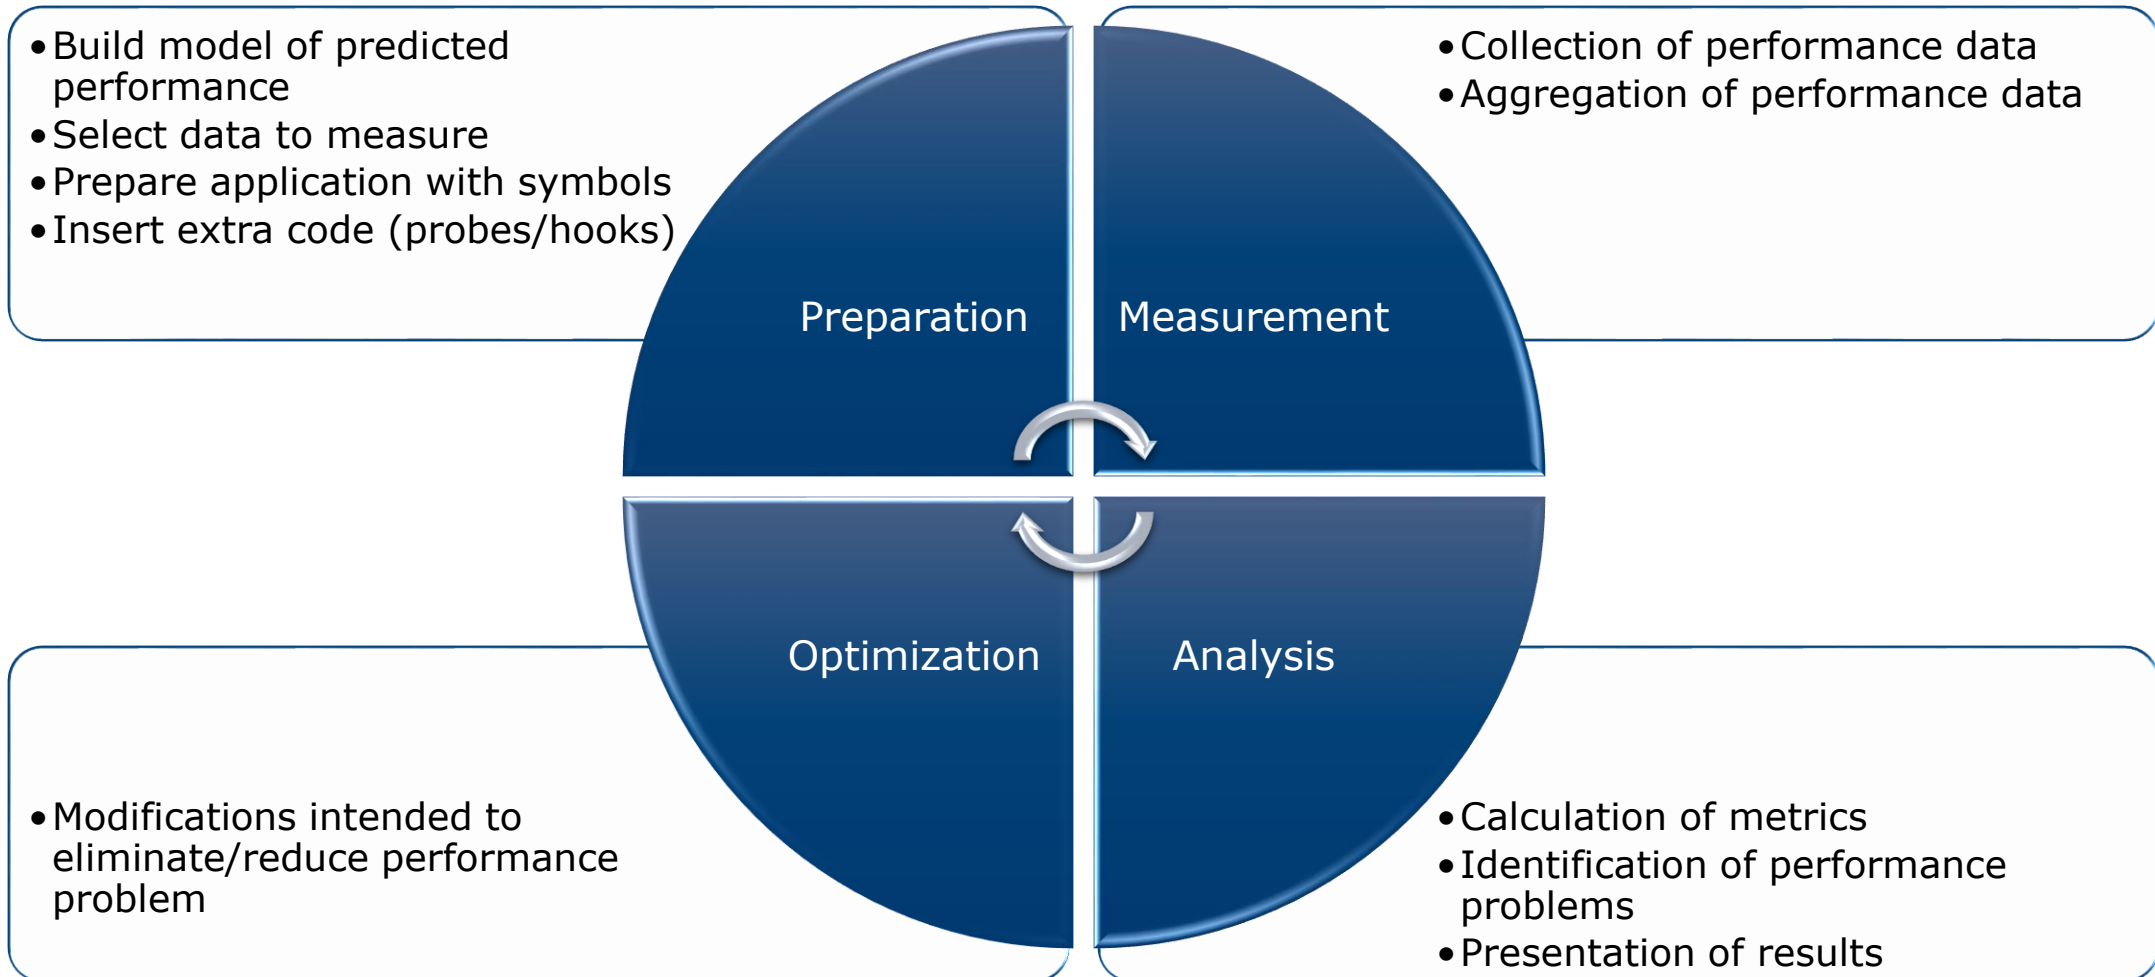 •Build model of predicted
performance
•Select data to measure
•Prepare application with symbols
•Insert extra code (probes/hooks)
•Collection of performance data
•Aggregation of performance data
Preparation
Measurement
Optimization
Analysis
•Modifications intended to
eliminate/reduce performance
problem
•Calculation of metrics
•Identification of performance
problems
•Presentation of results